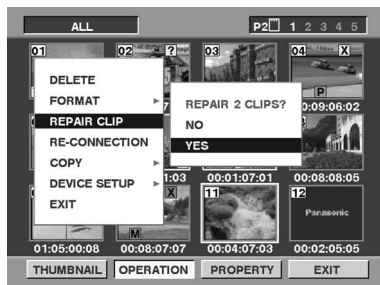 ALL P2 1 2 3 4 5
01 02 ? 03 04 X
DELETE
FORMAT
REPAIR CLIP
RE-CONNECTION
COPY
DEVICE SETUP
EXIT
REPAIR 2 CLIPS?
NO
YES
P
0:09:06:02
1:03 00:01:07:01 00:08:08:05
X 11 12
M Panasonic
01:05:00:08 00:08:07:07 00:04:07:03 00:02:05:05
THUMBNAIL OPERATION PROPERTY EXIT